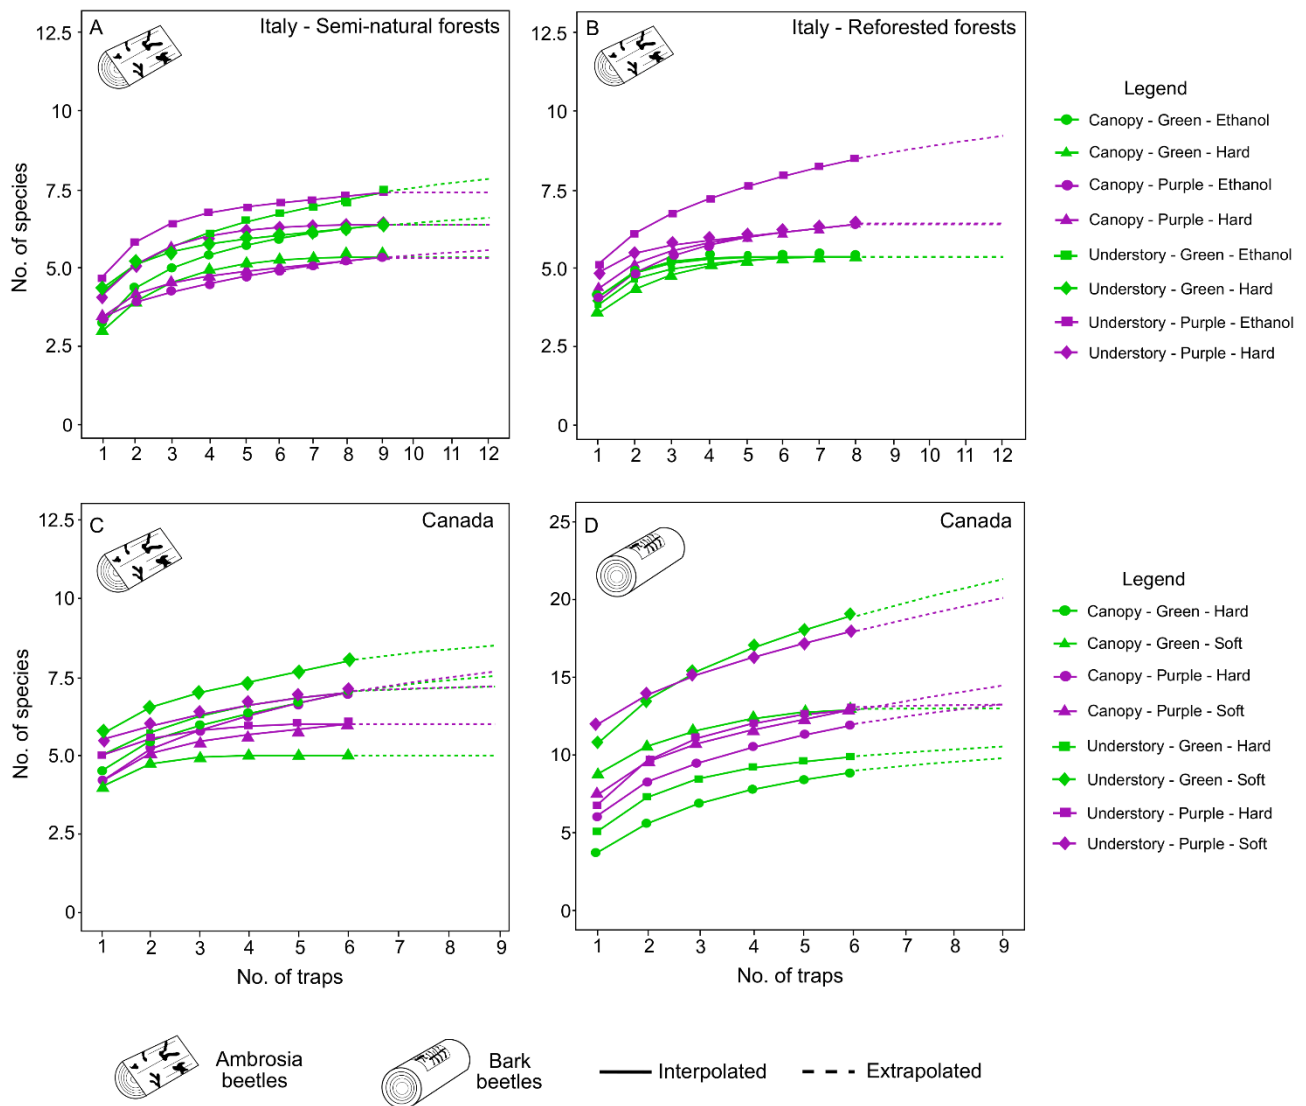 A
Italy - Semi-natural forests
12.5
10
7.5
5.0
2.5
0
No. of species
1 2 3 4 5 6 7 8 9 10 11 12
B
Italy - Reforested forests
12.5
10
7.5
5.0
2.5
0
1 2 3 4 5 6 7 8 9 10 11 12
Legend
Canopy - Green - Ethanol
Canopy - Green - Hard
Canopy - Purple - Ethanol
Canopy - Purple - Hard
Understory - Green - Ethanol
Understory - Green - Hard
Understory - Purple - Ethanol
Understory - Purple - Hard
C
Canada
12.5
10
7.5
5.0
2.5
0
No. of species
1 2 3 4 5 6 7 8 9
No. of traps
D
Canada
25
20
15
10
5
0
1 2 3 4 5 6 7 8 9
No. of traps
Legend
Canopy - Green - Hard
Canopy - Green - Soft
Canopy - Purple - Hard
Canopy - Purple - Soft
Understory - Green - Hard
Understory - Green - Soft
Understory - Purple - Hard
Understory - Purple - Soft
Ambrosia
beetles
Bark
beetles
Interpolated
Extrapolated